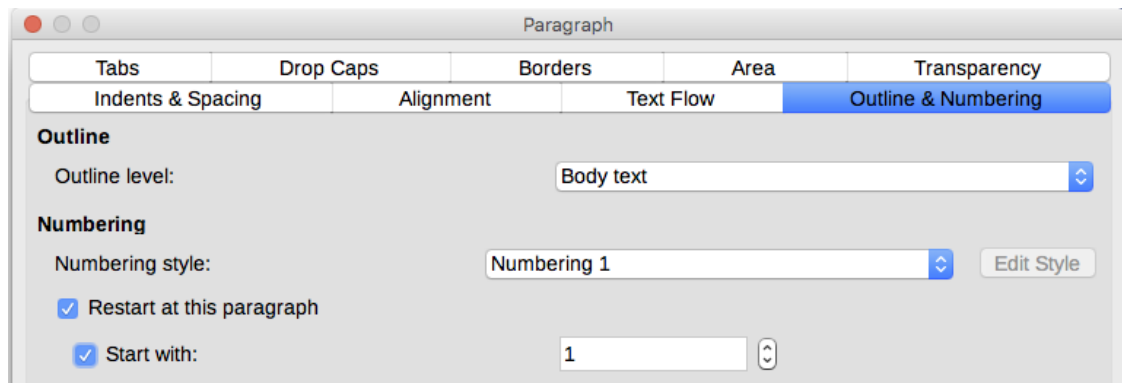 Paragraph
Tabs Drop Caps Borders Area Transparency
Indents & Spacing Alignment Text Flow Outline & Numbering
Outline
Outline level: Body text
Numbering
Numbering style: Numbering 1 Edit Style
Restart at this paragraph
Start with: 1